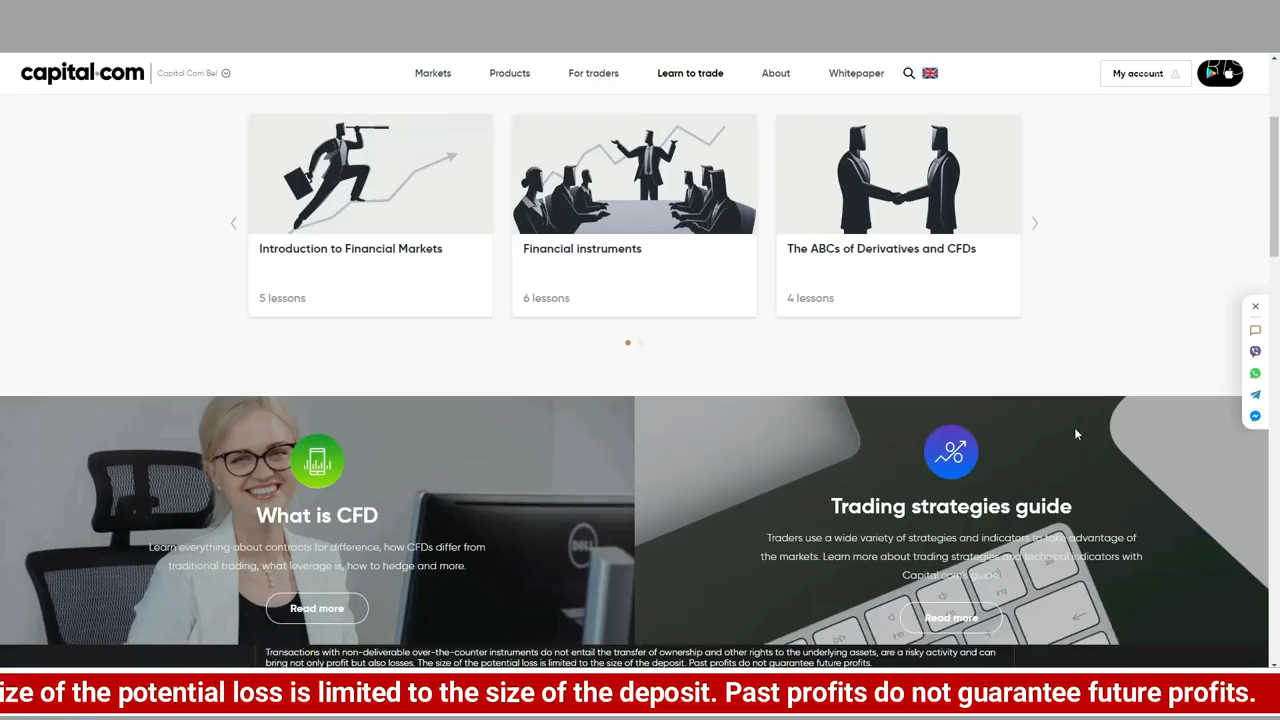 capital.com
Capital Com Bel
Markets
Products
For traders
Learn to trade
About
Whitepaper
My account
Introduction to Financial Markets
5 lessons
Financial instruments
6 lessons
The ABCs of Derivatives and CFDs
4 lessons
What is CFD
Learn everything about contracts for difference, how CFDs differ from
traditional trading, what leverage is, how to hedge and more.
Read more
DELL
Trading strategies guide
Traders use a wide variety of strategies and indicators to take advantage of
the markets. Learn more about trading strategies and technical indicators with
Capital.com's guide.
Read more
Transactions with non-deliverable over-the-counter instruments do not entail the transfer of ownership and other rights to the underlying assets, are a risky activity and can
bring not only profit but also losses. The size of the potential loss is limited to the size of the deposit. Past profits do not guarantee future profits.
ize of the potential loss is limited to the size of the deposit. Past profits do not guarantee future profits.